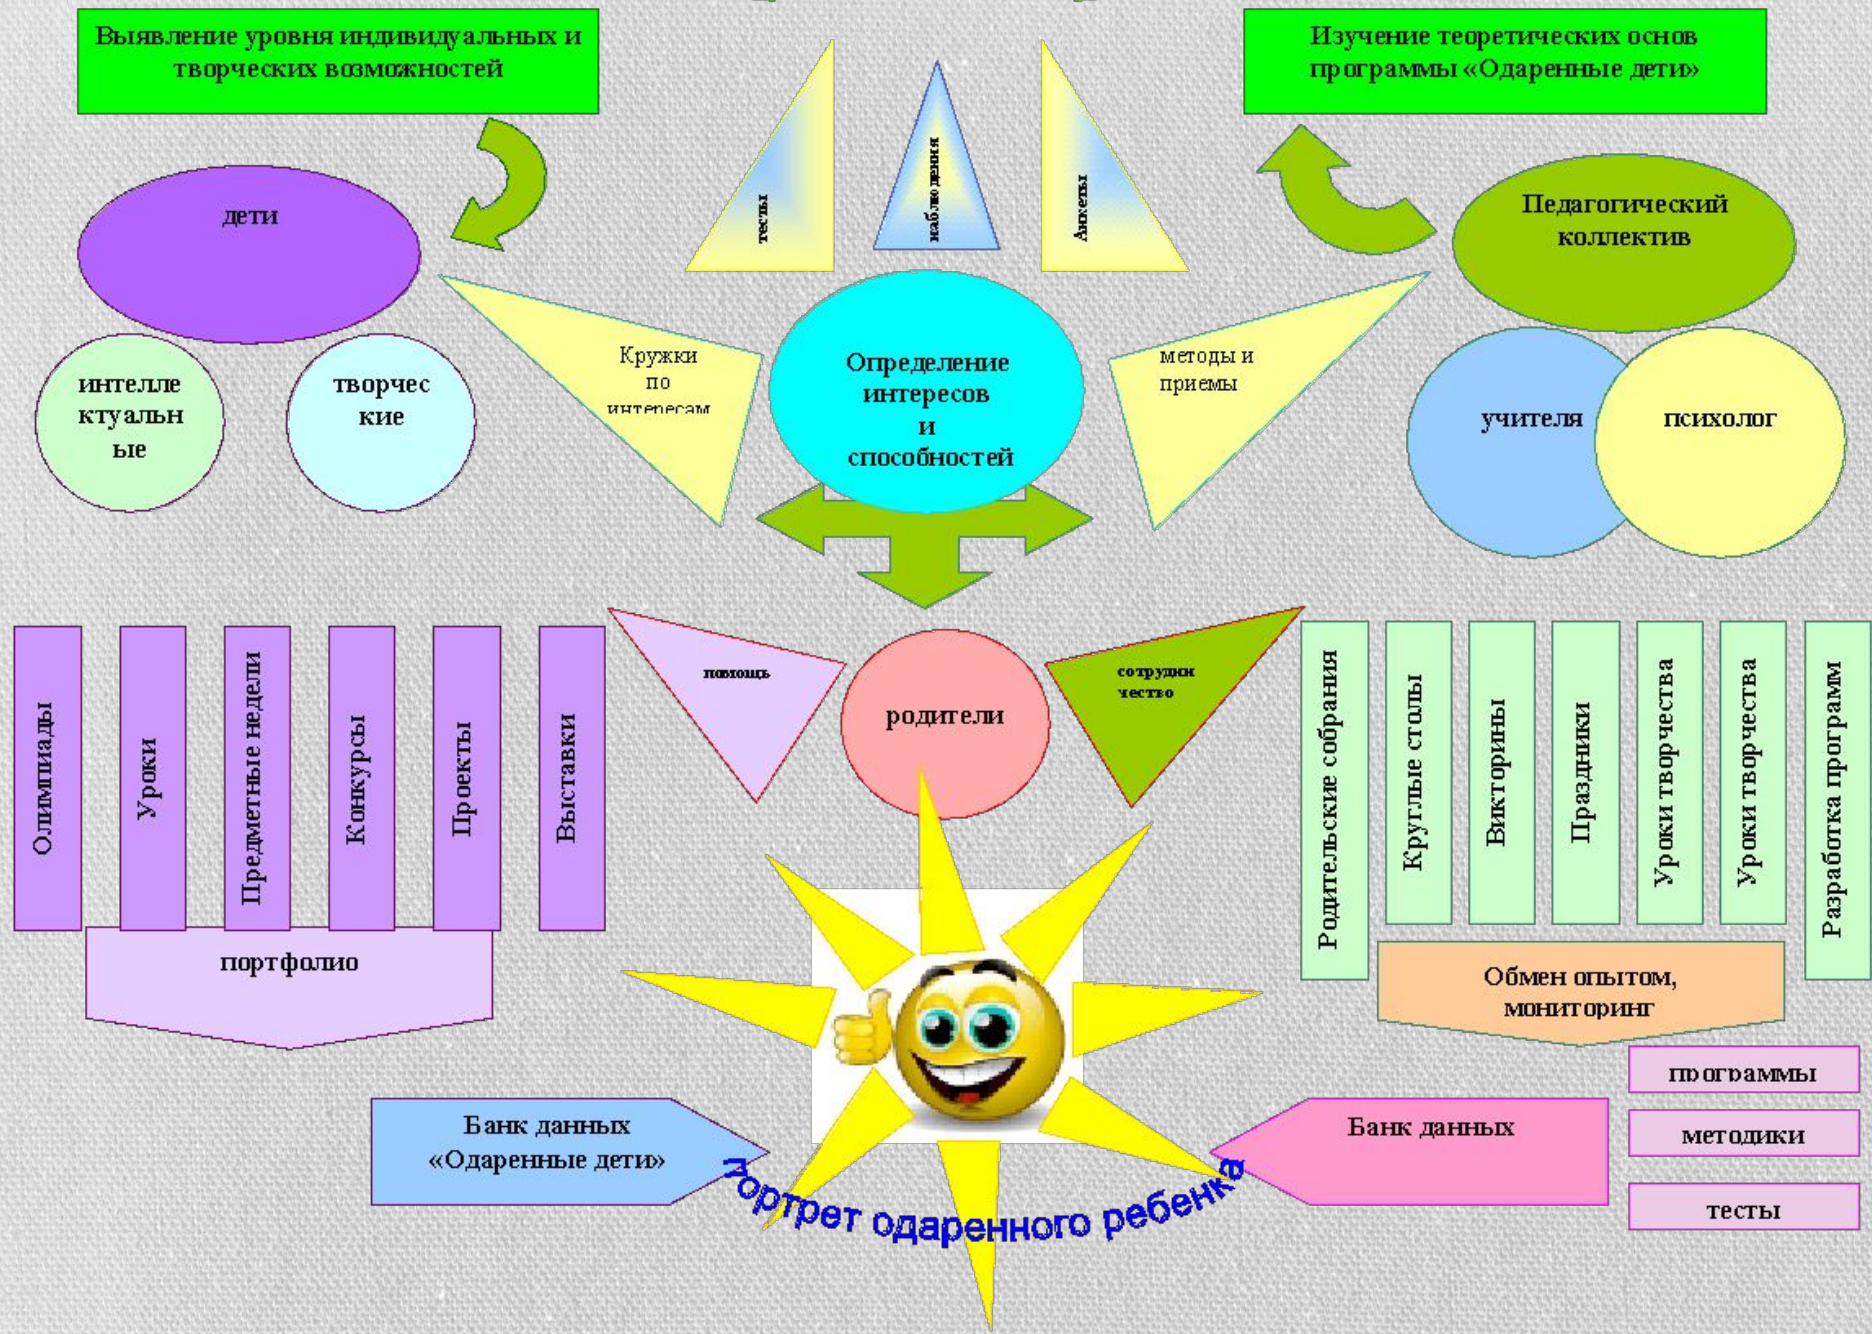 Выявление уровня индивидуальных и
творческих возможностей
Изучение теоретических основ
программы «Одаренные дети»
тесты
наблюдения
Анкеты
дети
Педагогический
коллектив
интелле
ктуальн
ые
творчес
кие
Кружки
по
интересам
Определение
интересов
и
способностей
методы и
приемы
учителя
психолог
помощь
родители
сотрудни
чество
Олимпиады
Уроки
Предметные недели
Конкурсы
Проекты
Выставки
Родительские собрания
Круглые столы
Викторины
Праздники
Уроки творчества
Уроки творчества
Разработка программ
портфолио
Обмен опытом,
мониторинг
Банк данных
«Одаренные дети»
Банк данных
программы
методики
тесты
Портрет одаренного ребенка